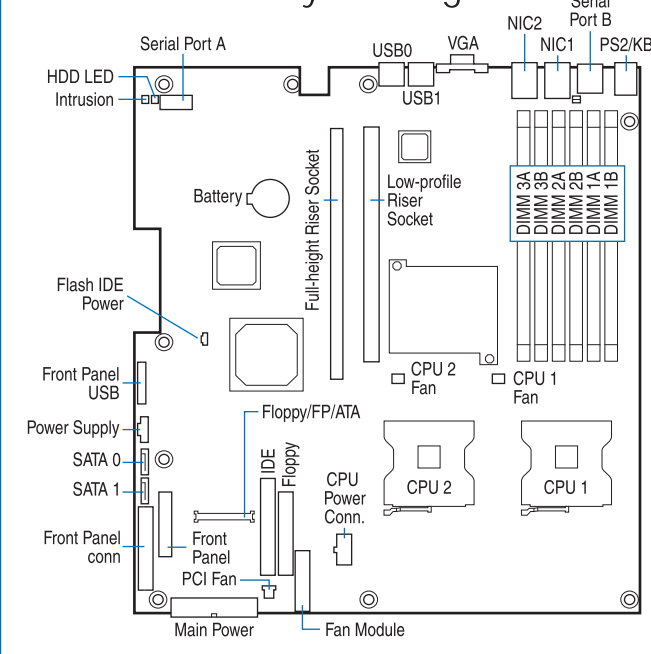 Serial
Port B
NIC2
PS2/KB
Serial Port A
USB0
VGA
NIC1
HDD LED
Intrusion
USB1
Full-height Riser Socket
Low-profile
Riser
Socket
DIMM 3A
DIMM 3B
DIMM 2A
DIMM 2B
DIMM 1A
DIMM 1B
Battery
Flash IDE
Power
Front Panel
USB
CPU 2
Fan
CPU 1
Fan
Floppy/FP/ATA
Power Supply
SATA 0
SATA 1
IDE
Floppy
CPU
Power
Conn.
CPU 2
CPU 1
Front Panel
conn
Front
Panel
PCI Fan
Main Power
Fan Module